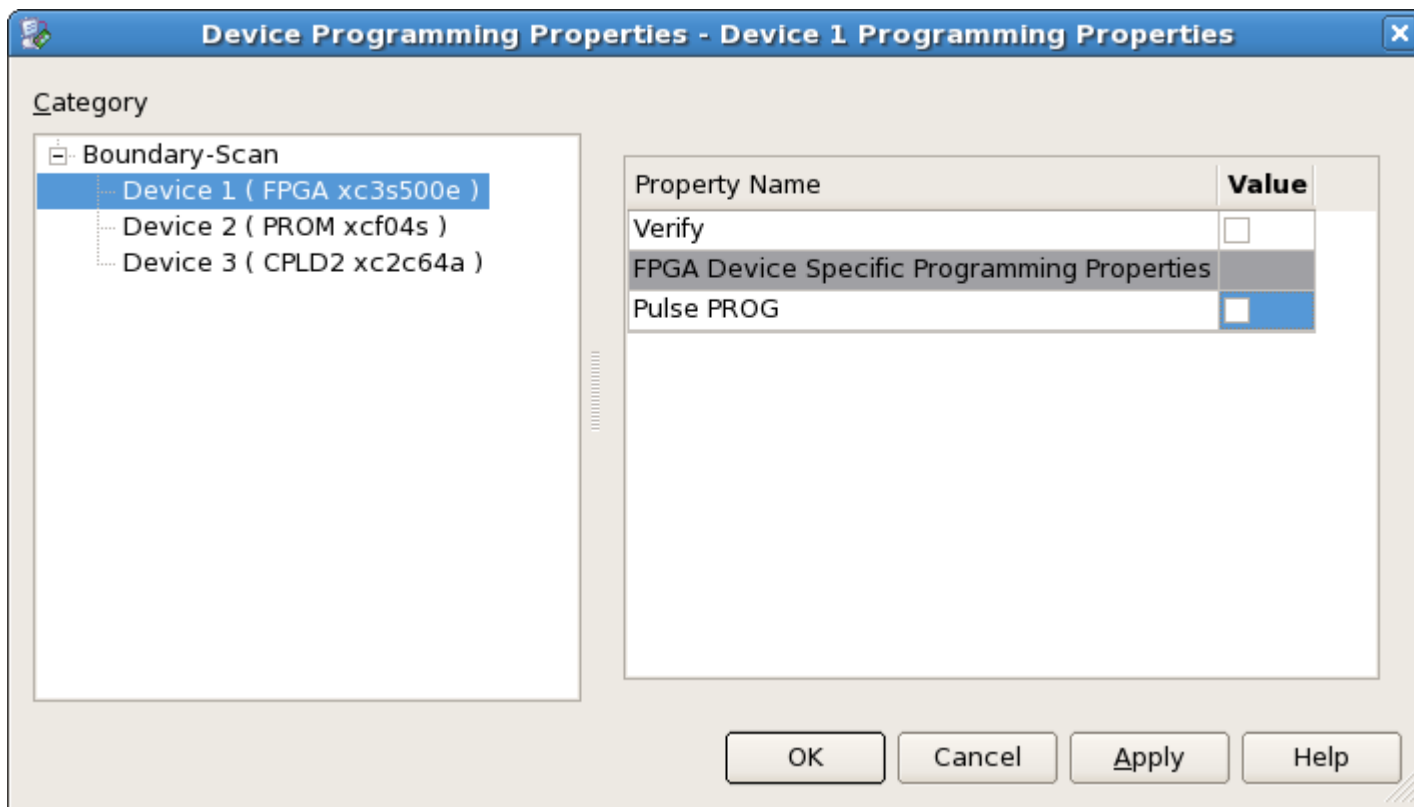 Device Programming Properties - Device 1 Programming Properties
Category
Boundary-Scan
Device 1 ( FPGA xc3s500e )
Device 2 ( PROM xcf04s )
Device 3 ( CPLD2 xc2c64a )
Property Name Value
Verify
FPGA Device Specific Programming Properties
Pulse PROG
OK Cancel Apply Help